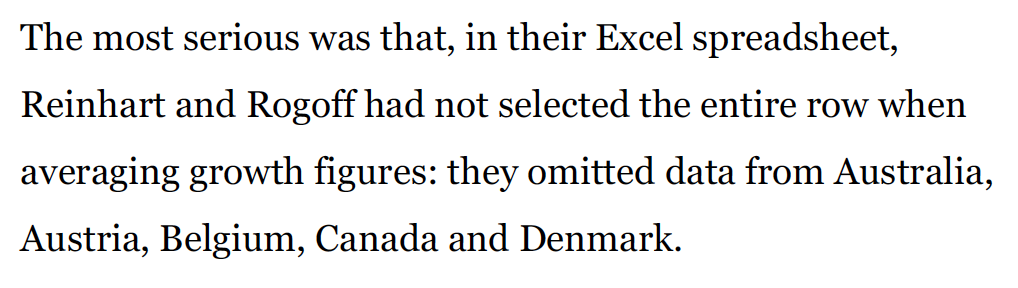 The most serious was that, in their Excel spreadsheet,
Reinhart and Rogoff had not selected the entire row when
averaging growth figures: they omitted data from Australia,
Austria, Belgium, Canada and Denmark.